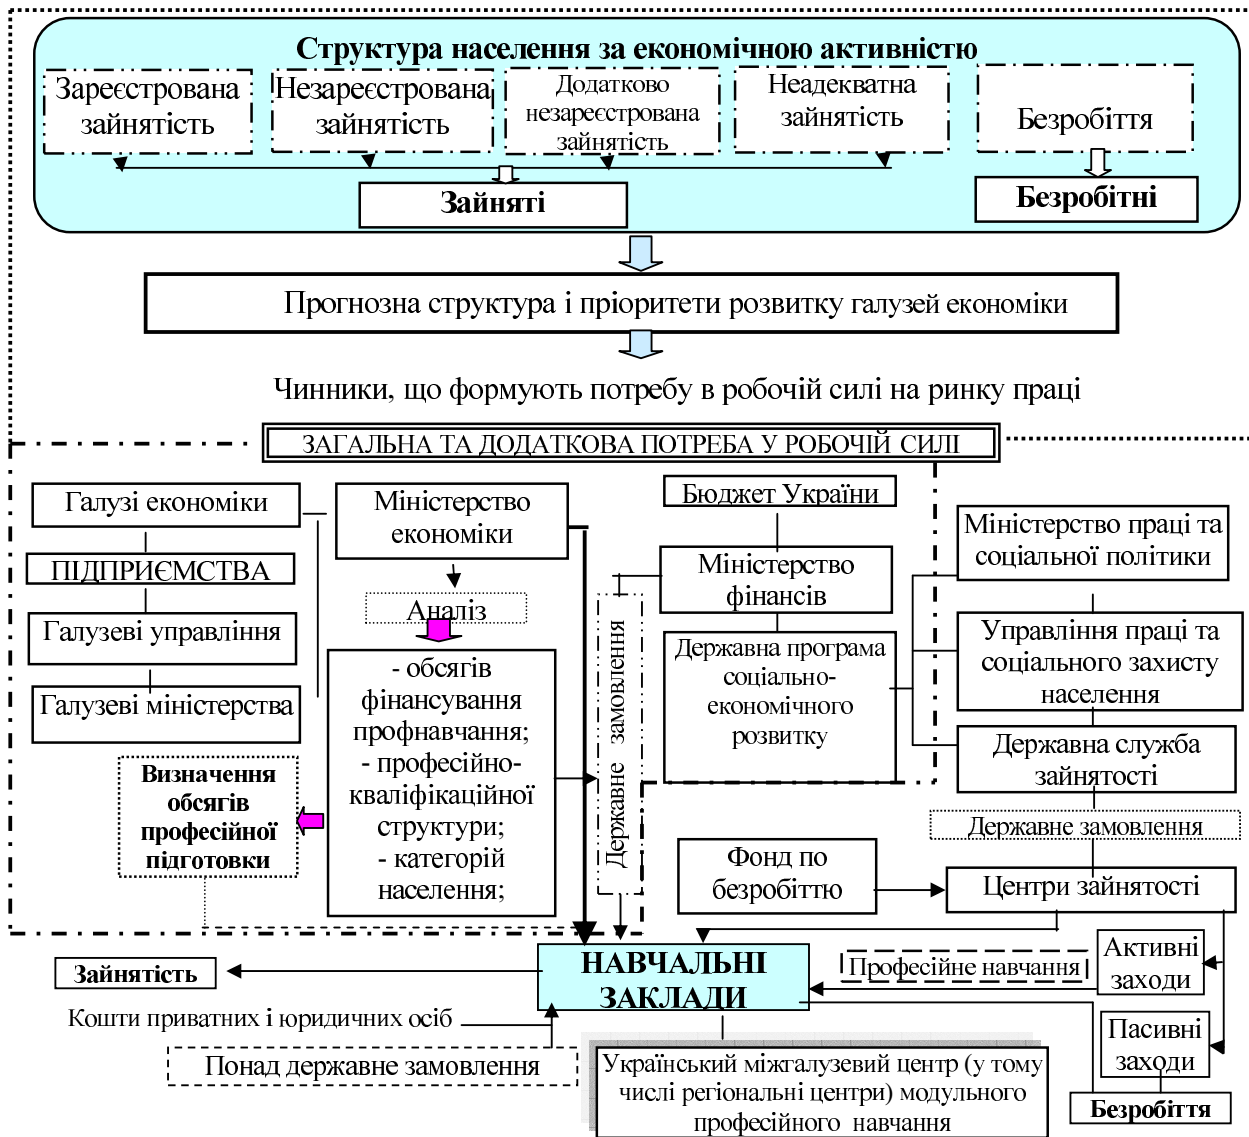 Структура населення за економічною активністю
Зареєстрована
зайнятість
Незареєстрована
зайнятість
Додатково
незареєстрована
зайнятість
Неадекватна
зайнятість
Безробіття
Зайняті
Безробітні
Прогнозна структура і пріоритети розвитку галузей економіки
Чинники, що формують потребу в робочій силі на ринку праці
ЗАГАЛЬНА ТА ДОДАТКОВА ПОТРЕБА У РОБОЧІЙ СИЛІ
Галузі економіки
ПІДПРИЄМСТВА
Галузеві управління
Галузеві міністерства
Визначення
обсягів
професійної
підготовки
Міністерство
економіки
Аналіз
- обсягів
фінансування
профнавчання;
- професійно-
кваліфікаційної
структури;
- категорій
населення;
Державне замовлення
Бюджет України
Міністерство
фінансів
Державна програма
соціально-
економічного
розвитку
Міністерство праці та
соціальної політики
Управління праці та
соціального захисту
населення
Державна служба
зайнятості
Державне замовлення
Фонд по
безробіттю
Центри зайнятості
НАВЧАЛЬНІ
ЗАКЛАДИ
Професійне навчання
Активні
заходи
Пасивні
заходи
Безробіття
Зайнятість
Кошти приватних і юридичних осіб
Понад державне замовлення
Український міжгалузевий центр (у тому
числі регіональні центри) модульного
професійного навчання